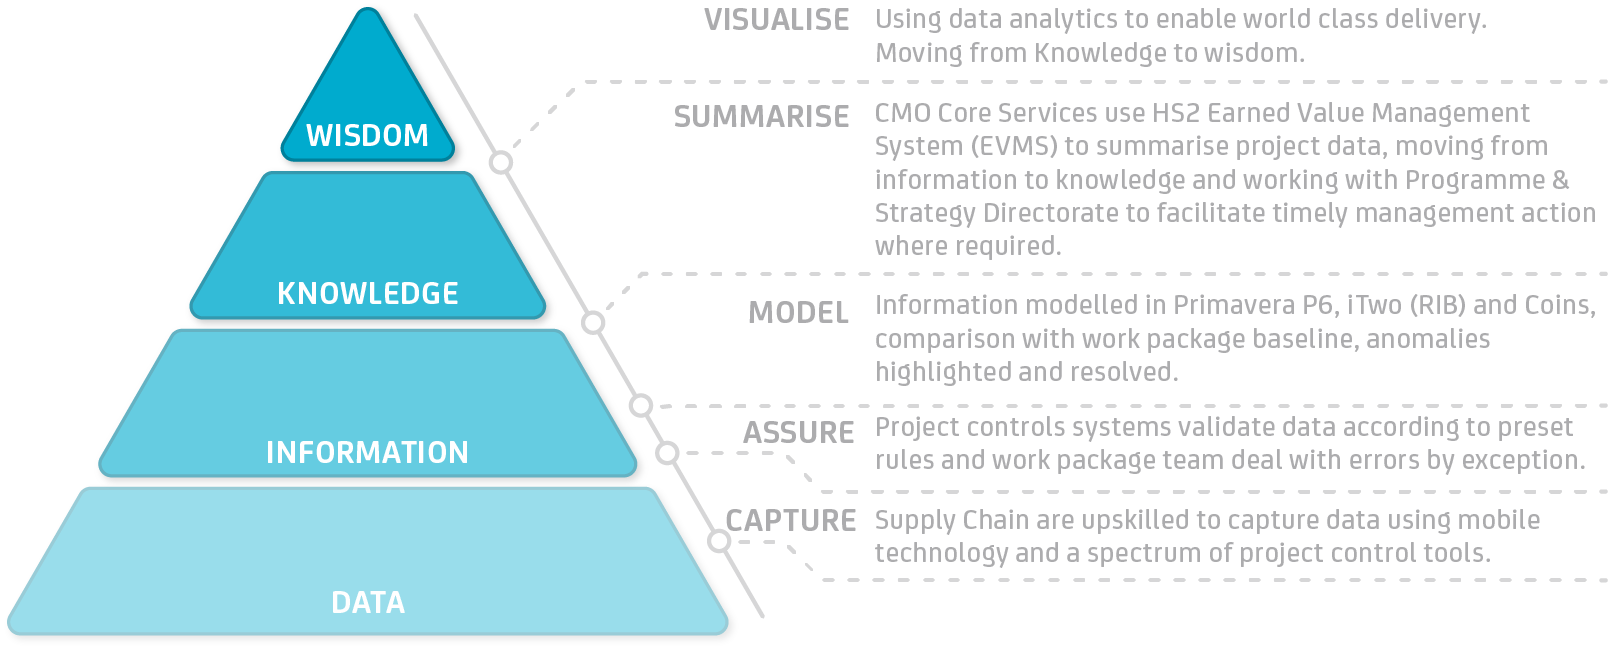 WISDOM
KNOWLEDGE
INFORMATION
DATA
VISUALISE
Using data analytics to enable world class delivery.
Moving from Knowledge to wisdom.
SUMMARISE
CMO Core Services use HS2 Earned Value Management
System (EVMS) to summarise project data, moving from
information to knowledge and working with Programme &
Strategy Directorate to facilitate timely management action
where required.
MODEL
Information modelled in Primavera P6, iTwo (RIB) and Coins,
comparison with work package baseline, anomalies
highlighted and resolved.
ASSURE
Project controls systems validate data according to preset
rules and work package team deal with errors by exception.
CAPTURE
Supply Chain are upskilled to capture data using mobile
technology and a spectrum of project control tools.